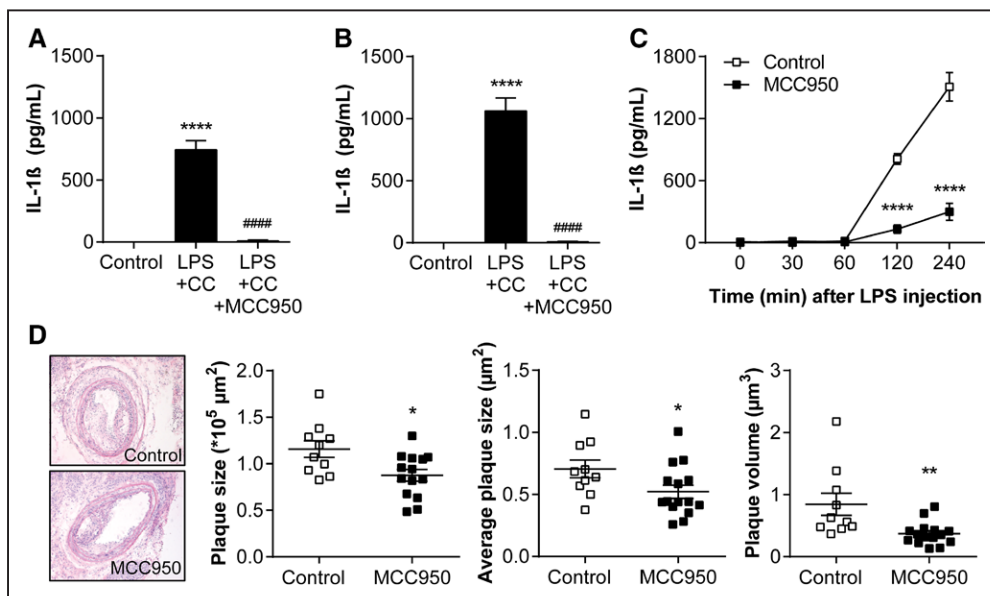 A
IL-1ß (pg/mL)
1500
1000
500
0
****
####
Control
LPS
+CC
LPS
+CC
+MCC950
B
IL-1ß (pg/mL)
1500
1000
500
0
****
####
Control
LPS
+CC
LPS
+CC
+MCC950
C
Control
MCC950
IL-1ß (pg/mL)
1800
1200
600
0
****
****
0 30 60 120 240
Time (min) after LPS injection
D
Control
MCC950
Plaque size (*10⁵ µm²)
2.0
1.5
1.0
0.5
0.0
*
Control MCC950
Average plaque size (µm²)
1.5
1.0
0.5
0.0
*
Control MCC950
Plaque volume (µm³)
3
2
1
0
**
Control MCC950